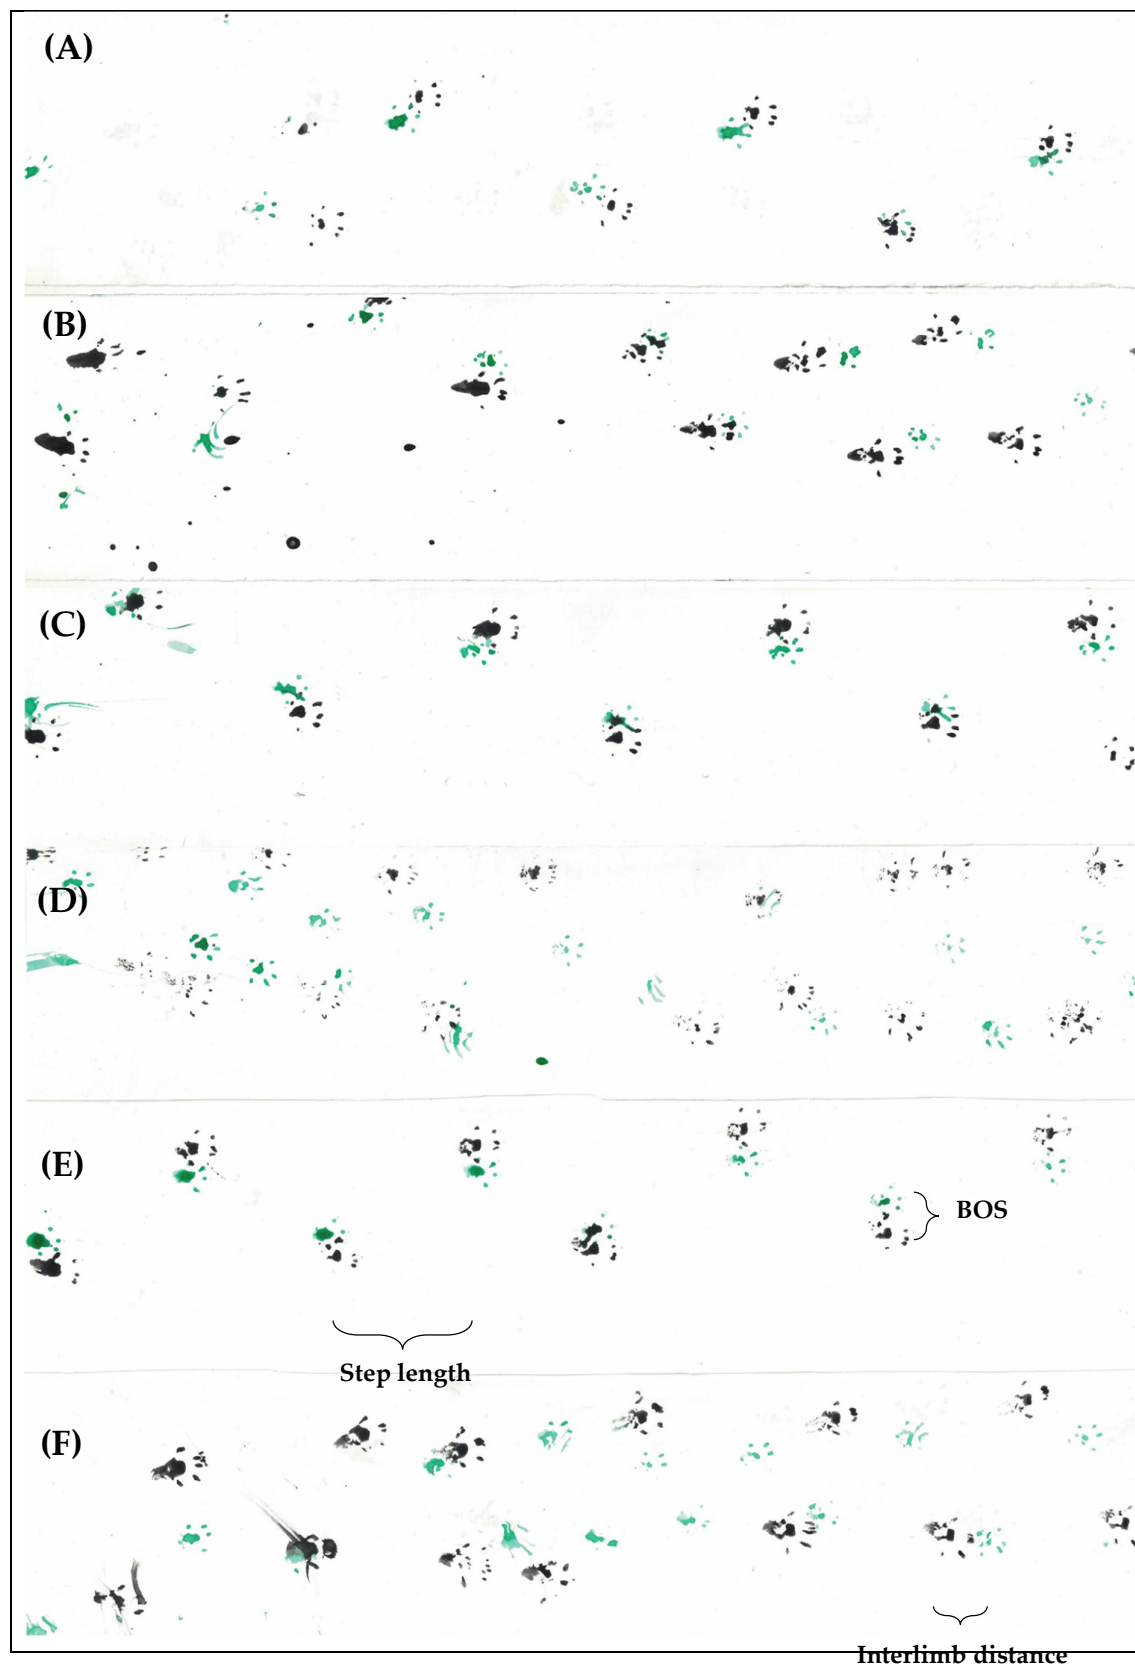 (A)
(B)
(C)
(D)
(E)
BOS
Step length
(F)
Interlimb distance